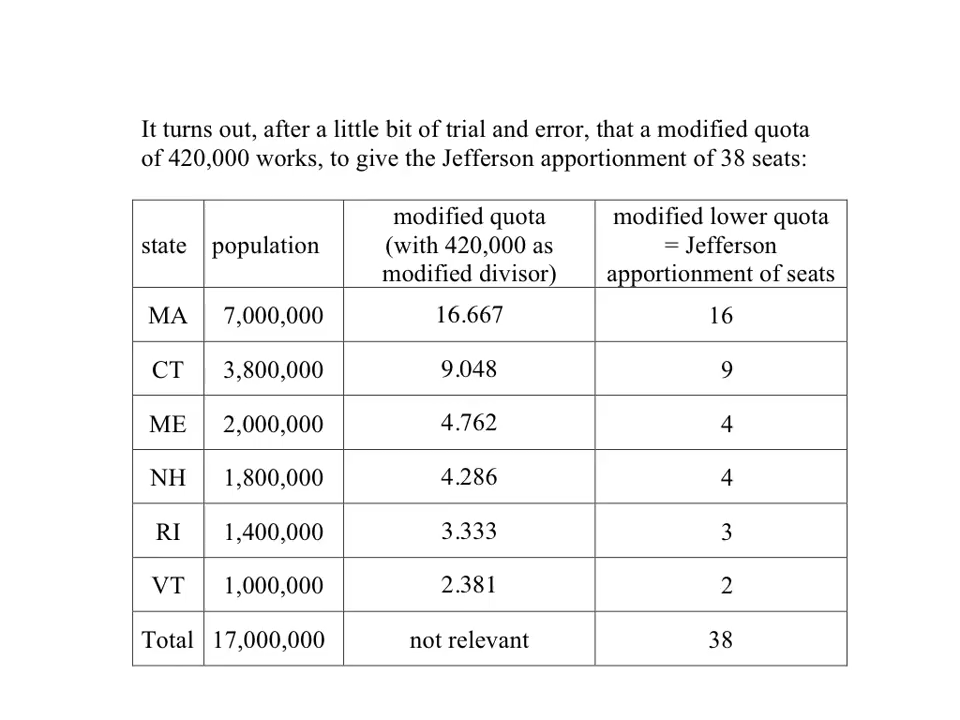 It turns out, after a little bit of trial and error, that a modified quota
of 420,000 works, to give the Jefferson apportionment of 38 seats:
state population modified quota (with 420,000 as modified divisor) modified lower quota = Jefferson apportionment of seats
MA 7,000,000 16.667 16
CT 3,800,000 9.048 9
ME 2,000,000 4.762 4
NH 1,800,000 4.286 4
RI 1,400,000 3.333 3
VT 1,000,000 2.381 2
Total 17,000,000 not relevant 38